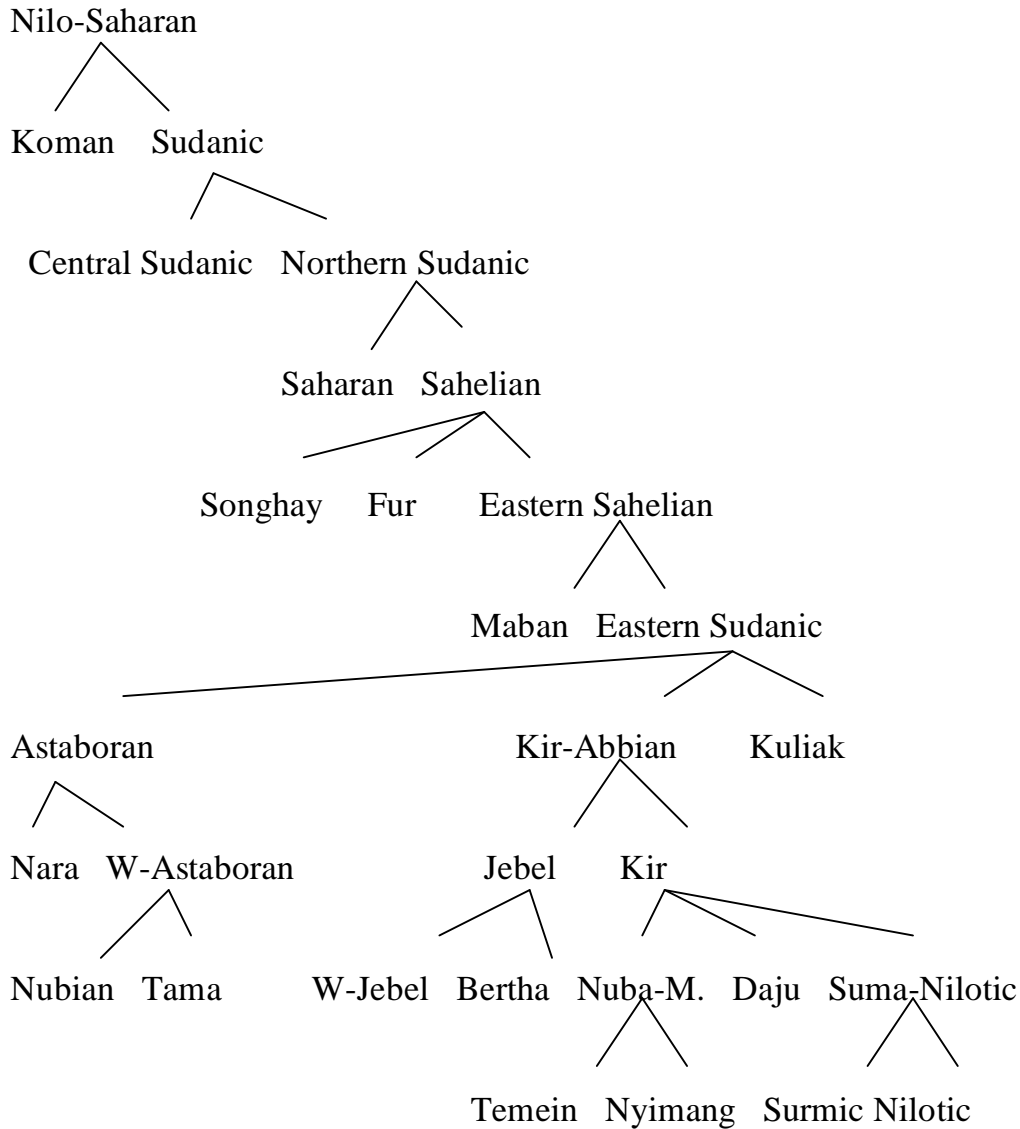 Nilo-Saharan
Koman Sudanic
Central Sudanic Northern Sudanic
Saharan Sahelian
Songhay Fur Eastern Sahelian
Maban Eastern Sudanic
Astaboran Kir-Abbian Kuliak
Nara W-Astaboran Jebel Kir
Nubian Tama W-Jebel Bertha Nuba-M. Daju Suma-Nilotic
Temein Nyimang Surmic Nilotic